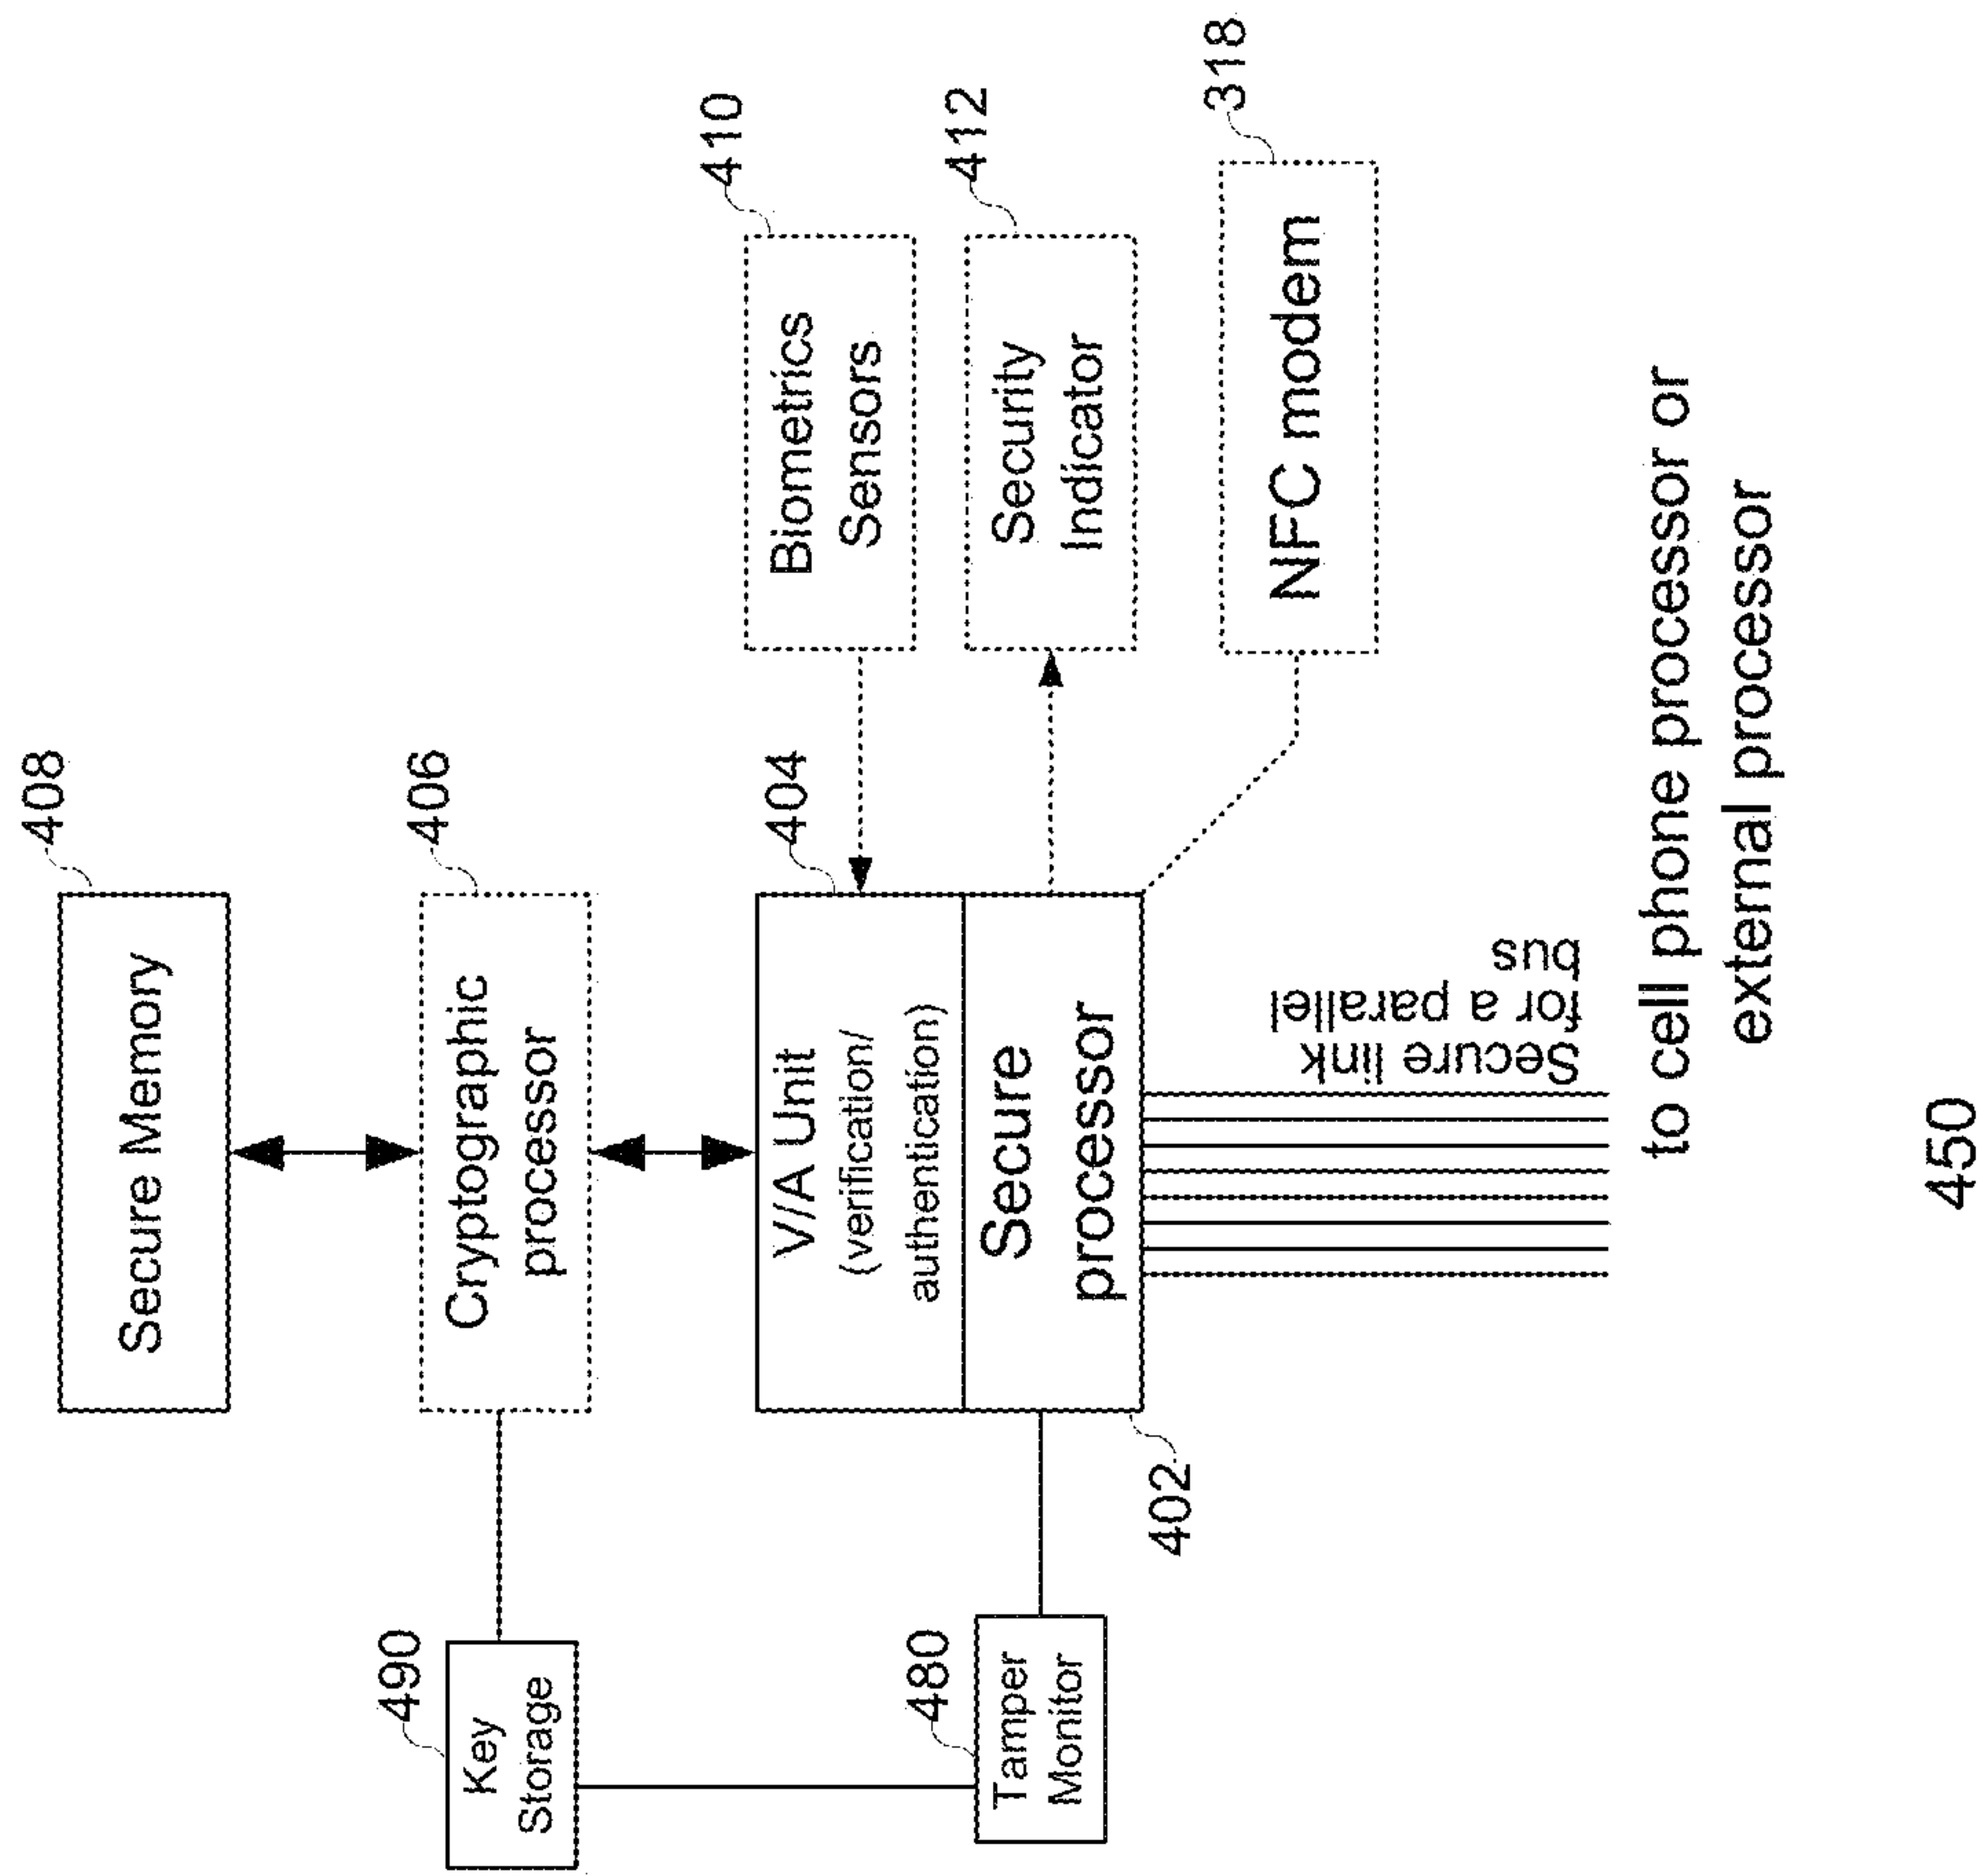 408
Secure Memory
406
Cryptographic
processor
490
Key
Storage
404
V/A Unit
(verification/
authentication)
Secure
processor
402
480
Tamper
Monitor
410
Biometrics
Sensors
412
Security
Indicator
318
NFC modem
Secure link
for a parallel
bus
to cell phone processor or
external processor
450